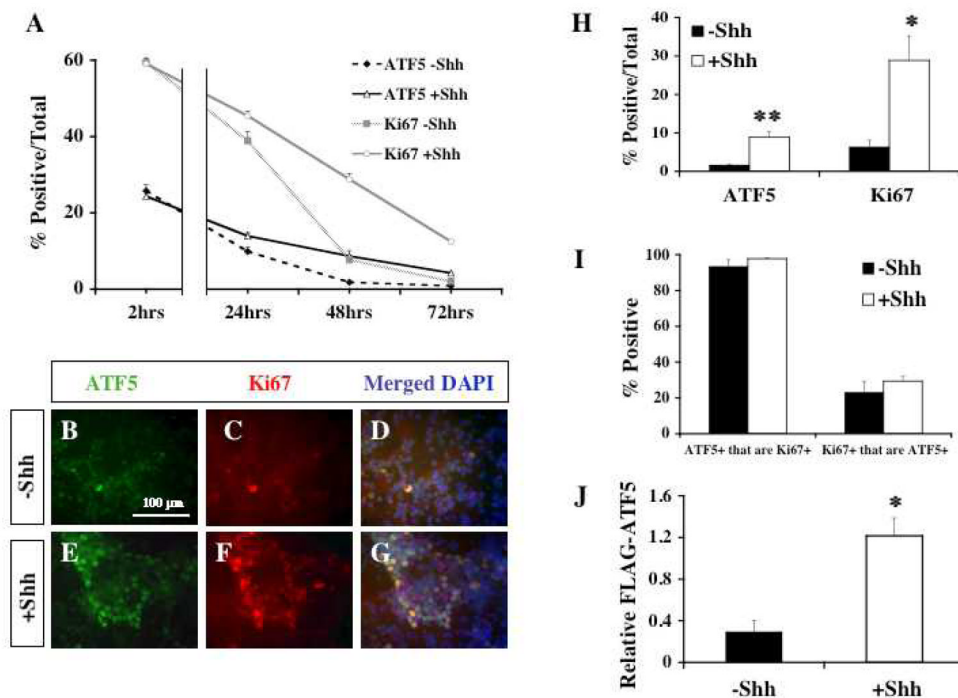 A
60
40
20
0
% Positive/Total
2hrs 24hrs 48hrs 72hrs
ATF5 -Shh
ATF5 +Shh
Ki67 -Shh
Ki67 +Shh
ATF5 Ki67 Merged DAPI
-Shh
B C D
100 μm
+Shh
E F G
H
-Shh
+Shh
% Positive/Total
40
30
20
10
0
**
*
ATF5 Ki67
I
-Shh
+Shh
% Positive
100
80
60
40
20
0
ATF5+ that are Ki67+ Ki67+ that are ATF5+
J
Relative FLAG-ATF5
1.6
1.2
0.8
0.4
0
*
-Shh +Shh